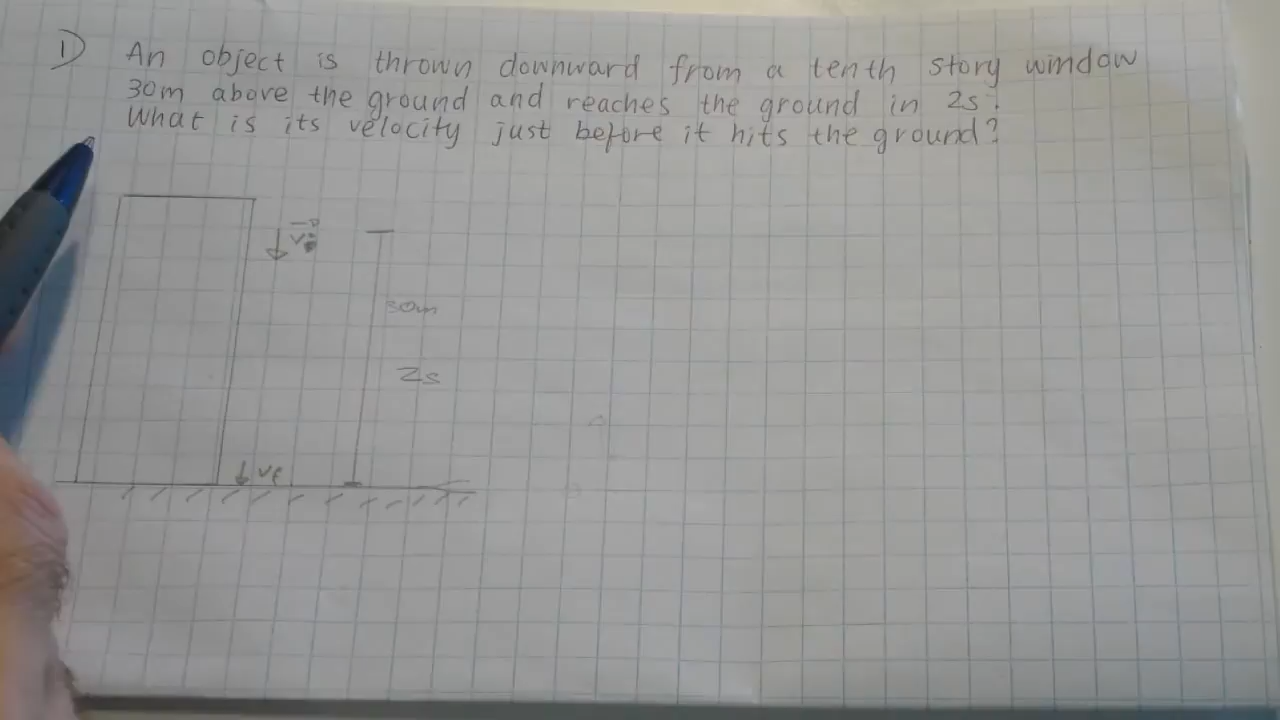 1) An object is thrown downward from a tenth story window
30m above the ground and reaches the ground in 2s.
What is its velocity just before it hits the ground?
30m
2s
vf